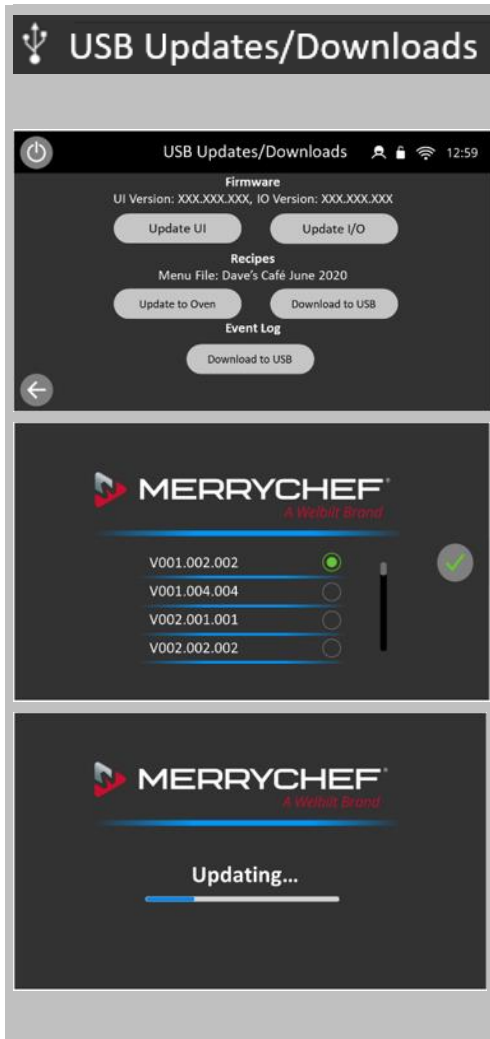 USB Updates/Downloads
USB Updates/Downloads 12:59
Firmware
UI Version: XXX.XXX.XXX, IO Version: XXX.XXX.XXX
Update UI Update I/O
Recipes
Menu File: Dave's Café June 2020
Update to Oven Download to USB
Event Log
Download to USB
MERRYCHEF
A Welbilt Brand
V001.002.002
V001.004.004
V002.001.001
V002.002.002
MERRYCHEF
A Welbilt Brand
Updating...